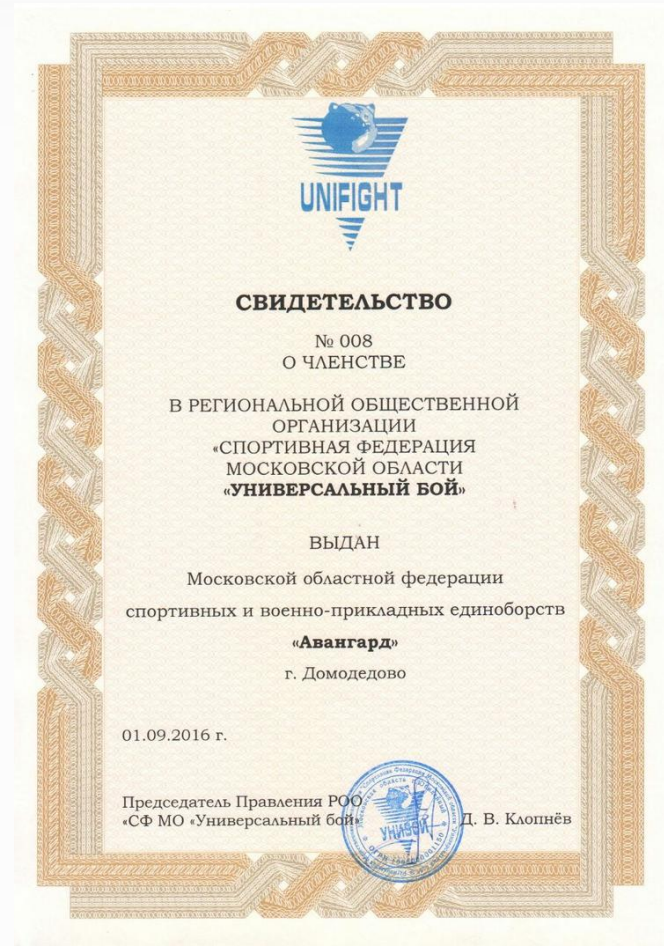 UNIFIGHT
СВИДЕТЕЛЬСТВО
№ 008
О ЧЛЕНСТВЕ
В РЕГИОНАЛЬНОЙ ОБЩЕСТВЕННОЙ
ОРГАНИЗАЦИИ
«СПОРТИВНАЯ ФЕДЕРАЦИЯ
МОСКОВСКОЙ ОБЛАСТИ
«УНИВЕРСАЛЬНЫЙ БОЙ»
ВЫДАН
Московской областной федерации
спортивных и военно-прикладных единоборств
«Авангард»
г. Домодедово
01.09.2016 г.
Председатель Правления РОО
«СФ МО «Универсальный бой»
Д. В. Клопнёв
УНИБОЙ